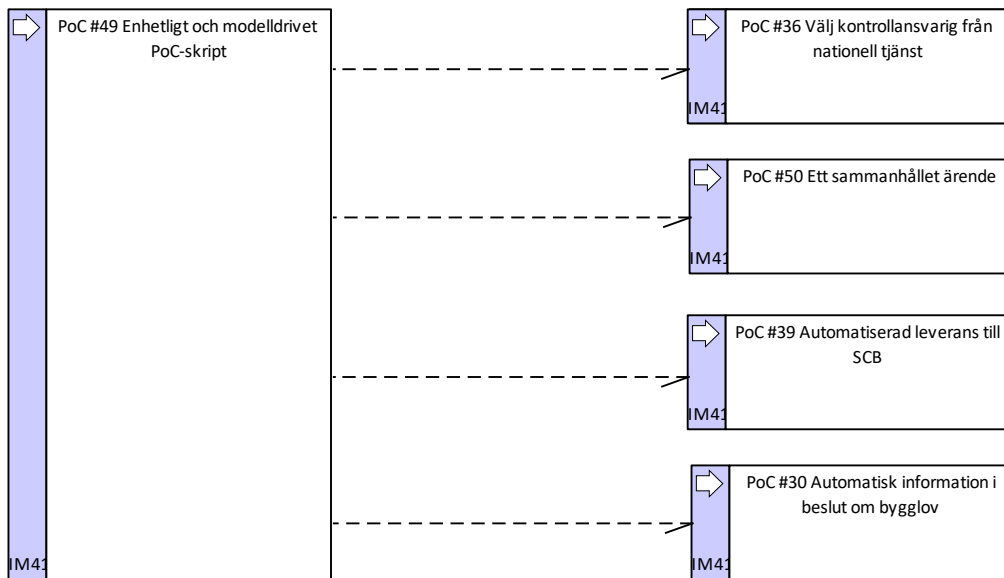 PoC #49 Enhetligt och modelldrivet
PoC-skript
IM41
PoC #36 Välj kontrollansvarig från
nationell tjänst
IM41
PoC #50 Ett sammanhållet ärende
IM41
PoC #39 Automatiserad leverans till
SCB
IM41
PoC #30 Automatisk information i
beslut om bygglov
IM41